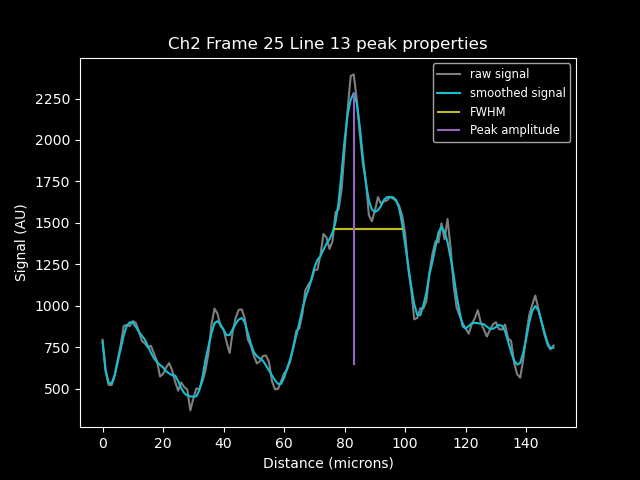 Ch2 Frame 25 Line 13 peak properties
raw signal
smoothed signal
FWHM
Peak amplitude
Signal (AU)
2250
2000
1750
1500
1250
1000
750
500
0 20 40 60 80 100 120 140
Distance (microns)